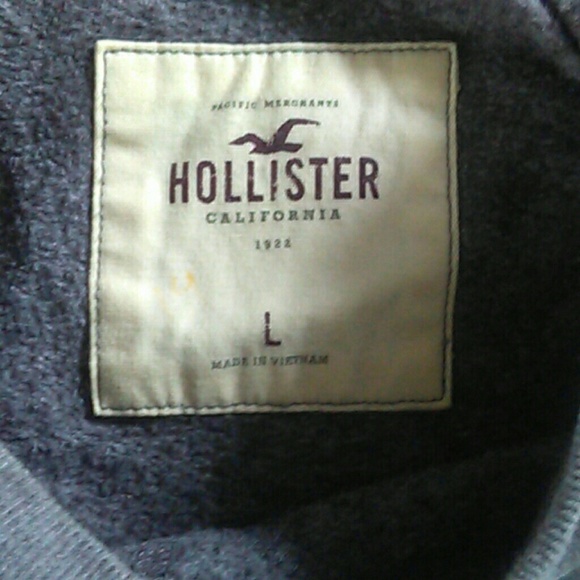 PACIFIC MERCHANTS
HOLLISTER
CALIFORNIA
1922
L
MADE IN VIETNAM